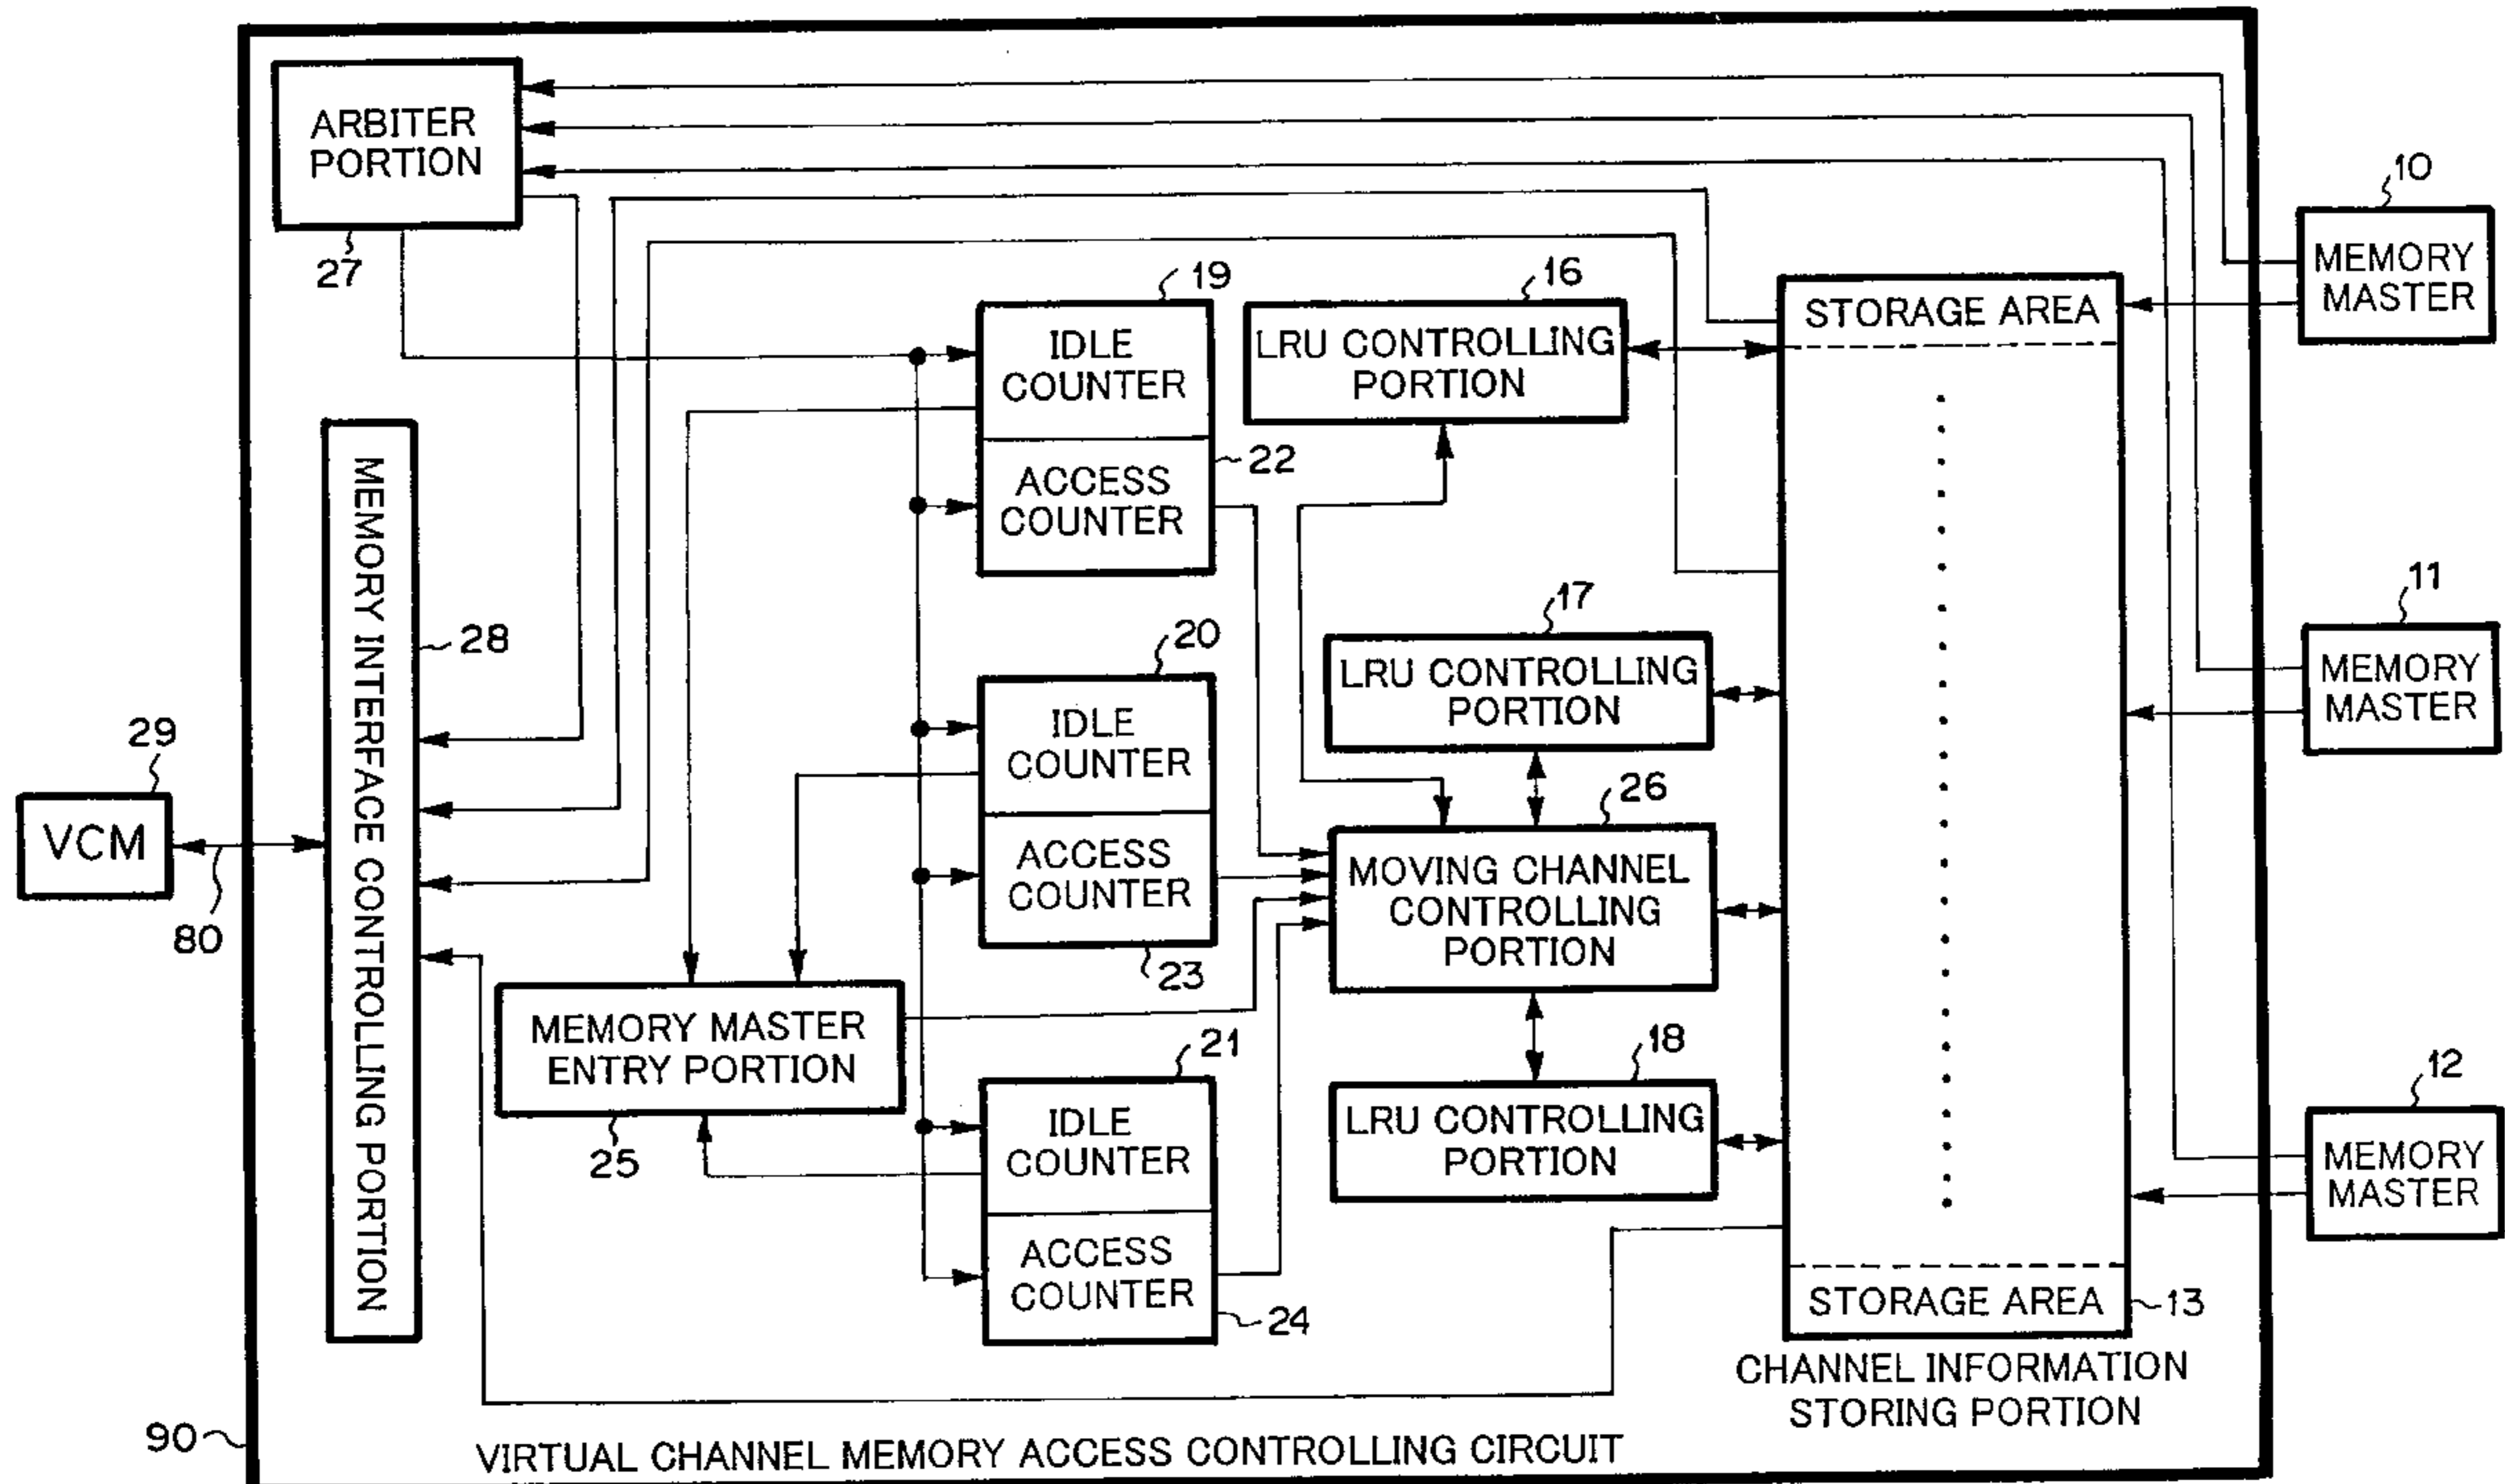 ARBITER
PORTION
27
10
MEMORY
MASTER
19
IDLE
COUNTER
22
ACCESS
COUNTER
16
LRU CONTROLLING
PORTION
STORAGE AREA
MEMORY INTERFACE CONTROLLING PORTION
28
20
IDLE
COUNTER
ACCESS
COUNTER
23
17
LRU CONTROLLING
PORTION
11
MEMORY
MASTER
29
VCM
80
26
MOVING CHANNEL
CONTROLLING
PORTION
MEMORY MASTER
ENTRY PORTION
25
21
IDLE
COUNTER
ACCESS
COUNTER
24
18
LRU CONTROLLING
PORTION
12
MEMORY
MASTER
STORAGE AREA
13
CHANNEL INFORMATION
STORING PORTION
90
VIRTUAL CHANNEL MEMORY ACCESS CONTROLLING CIRCUIT